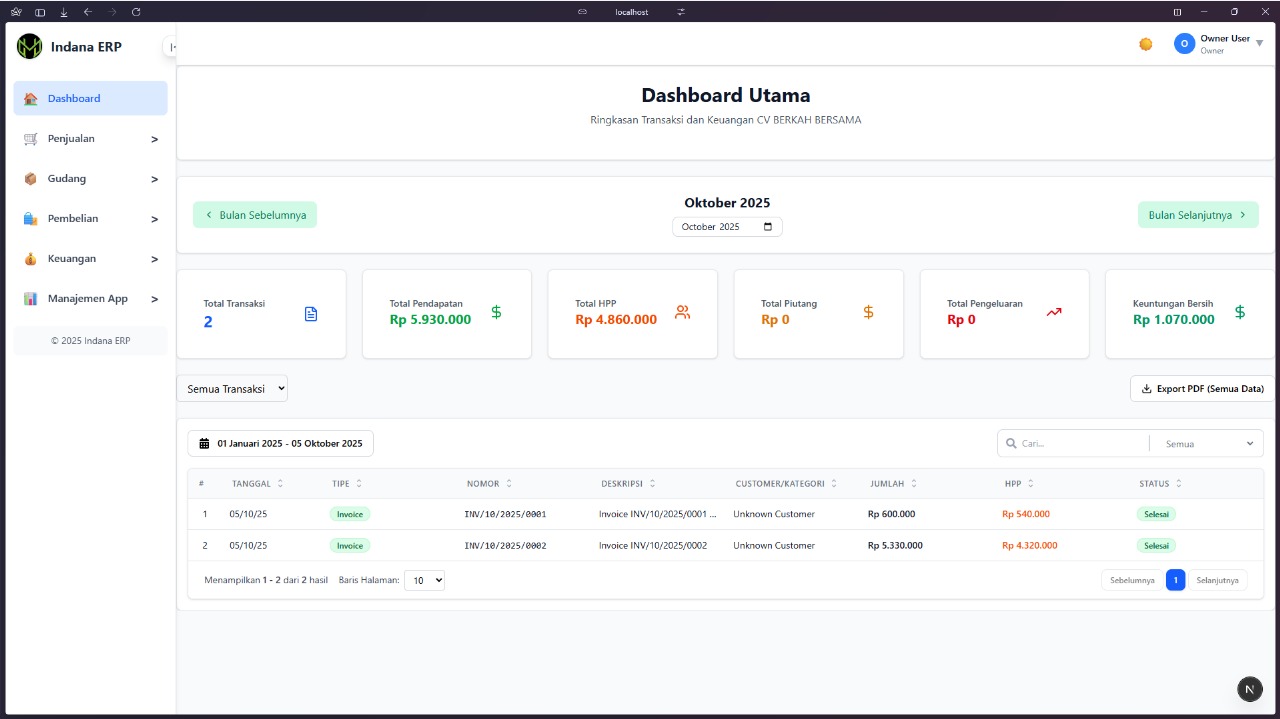 localhost
Indana ERP
Owner User
Owner
O
Dashboard
Penjualan >
Gudang >
Pembelian >
Keuangan >
Manajemen App >
© 2025 Indana ERP
Dashboard Utama
Ringkasan Transaksi dan Keuangan CV BERKAH BERSAMA
Bulan Sebelumnya
Oktober 2025
October 2025
Bulan Selanjutnya
Total Transaksi
2
Total Pendapatan
Rp 5.930.000
$
Total HPP
Rp 4.860.000
Total Piutang
Rp 0
$
Total Pengeluaran
Rp 0
Keuntungan Bersih
Rp 1.070.000
$
Semua Transaksi
Export PDF (Semua Data)
01 Januari 2025 - 05 Oktober 2025
Cari...
Semua
# TANGGAL TIPE NOMOR DESKRIPSI CUSTOMER/KATEGORI JUMLAH HPP STATUS
1 05/10/25 Invoice INV/10/2025/0001 Invoice INV/10/2025/0001 ... Unknown Customer Rp 600.000 Rp 540.000 Selesai
2 05/10/25 Invoice INV/10/2025/0002 Invoice INV/10/2025/0002 Unknown Customer Rp 5.330.000 Rp 4.320.000 Selesai
Menampilkan 1 - 2 dari 2 hasil Baris Halaman: 10
Sebelumnya 1 Selanjutnya
N